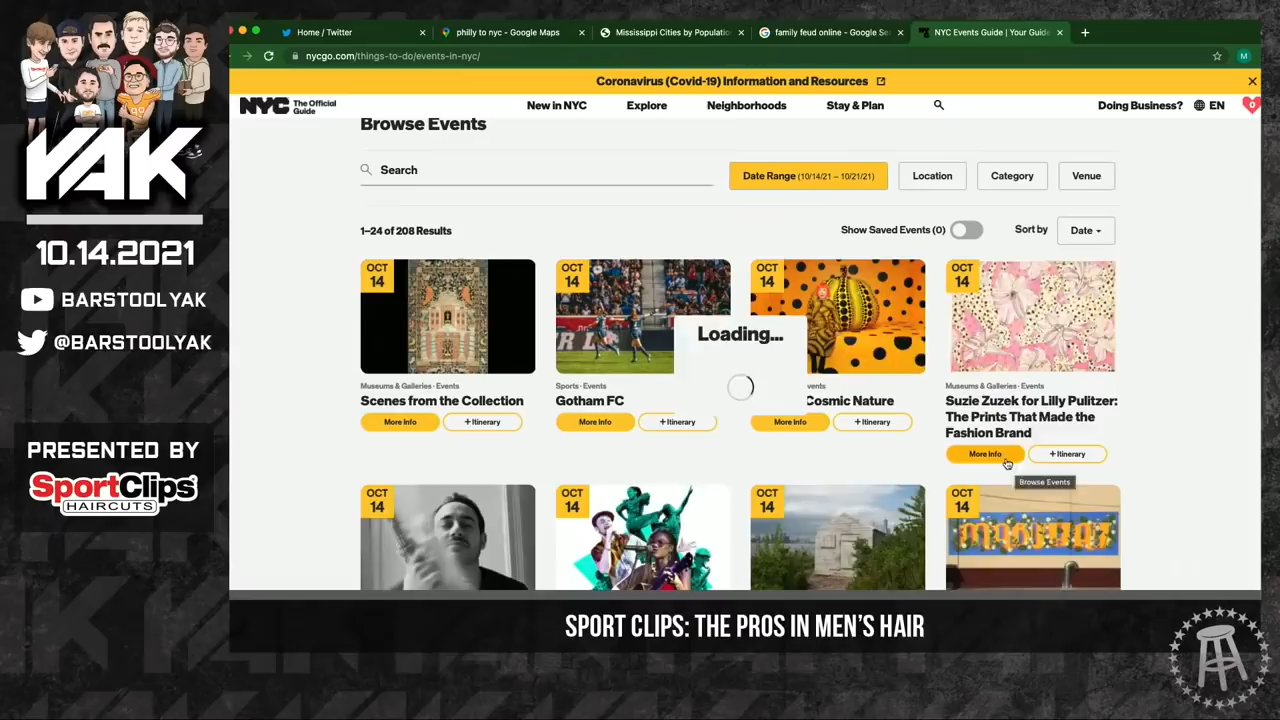 YAK
10.14.2021
BARSTOOLYAK
@BARSTOOLYAK
PRESENTED BY
SportClips
HAIRCUTS
Home / Twitter
philly to nyc - Google Maps
Mississippi Cities by Populatio
family feud online - Google Se
NYC Events Guide | Your Guide
nycgo.com/things-to-do/events-in-nyc/
M
Coronavirus (Covid-19) Information and Resources
NYC The Official Guide
New in NYC
Explore
Neighborhoods
Stay & Plan
Doing Business?
EN
0
Browse Events
Search
Date Range (10/14/21 – 10/21/21)
Location
Category
Venue
1–24 of 208 Results
Show Saved Events (0)
Sort by
Date
OCT 14
OCT 14
OCT 14
OCT 14
Loading...
Museums & Galleries · Events
Scenes from the Collection
More Info
+Itinerary
Sports · Events
Gotham FC
More Info
+Itinerary
Cosmic Nature
More Info
+Itinerary
Museums & Galleries · Events
Suzie Zuzek for Lilly Pulitzer:
The Prints That Made the
Fashion Brand
More Info
+Itinerary
Browse Events
OCT 14
OCT 14
OCT 14
OCT 14
SPORT CLIPS: THE PROS IN MEN'S HAIR